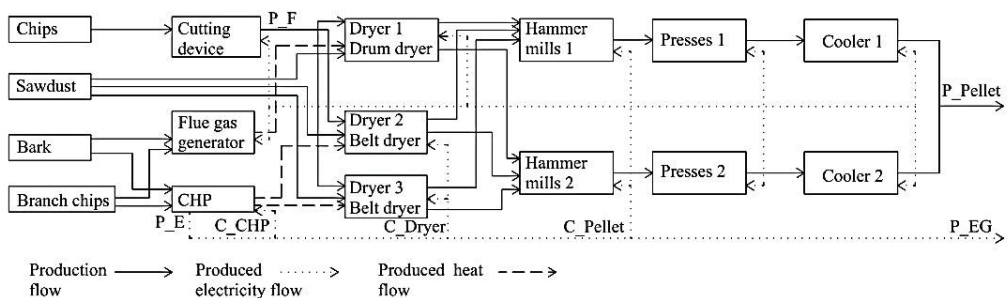 Chips
Cutting
device
P_F
Dryer 1
Drum dryer
Hammer
mills 1
Presses 1
Cooler 1
Sawdust
P_Pellet
Flue gas
generator
Dryer 2
Belt dryer
Bark
Hammer
mills 2
Presses 2
Cooler 2
Branch chips
CHP
Dryer 3
Belt dryer
P_E
C_CHP
C_Dryer
C_Pellet
P_EG
Production
flow
Produced
electricity flow
Produced heat
flow